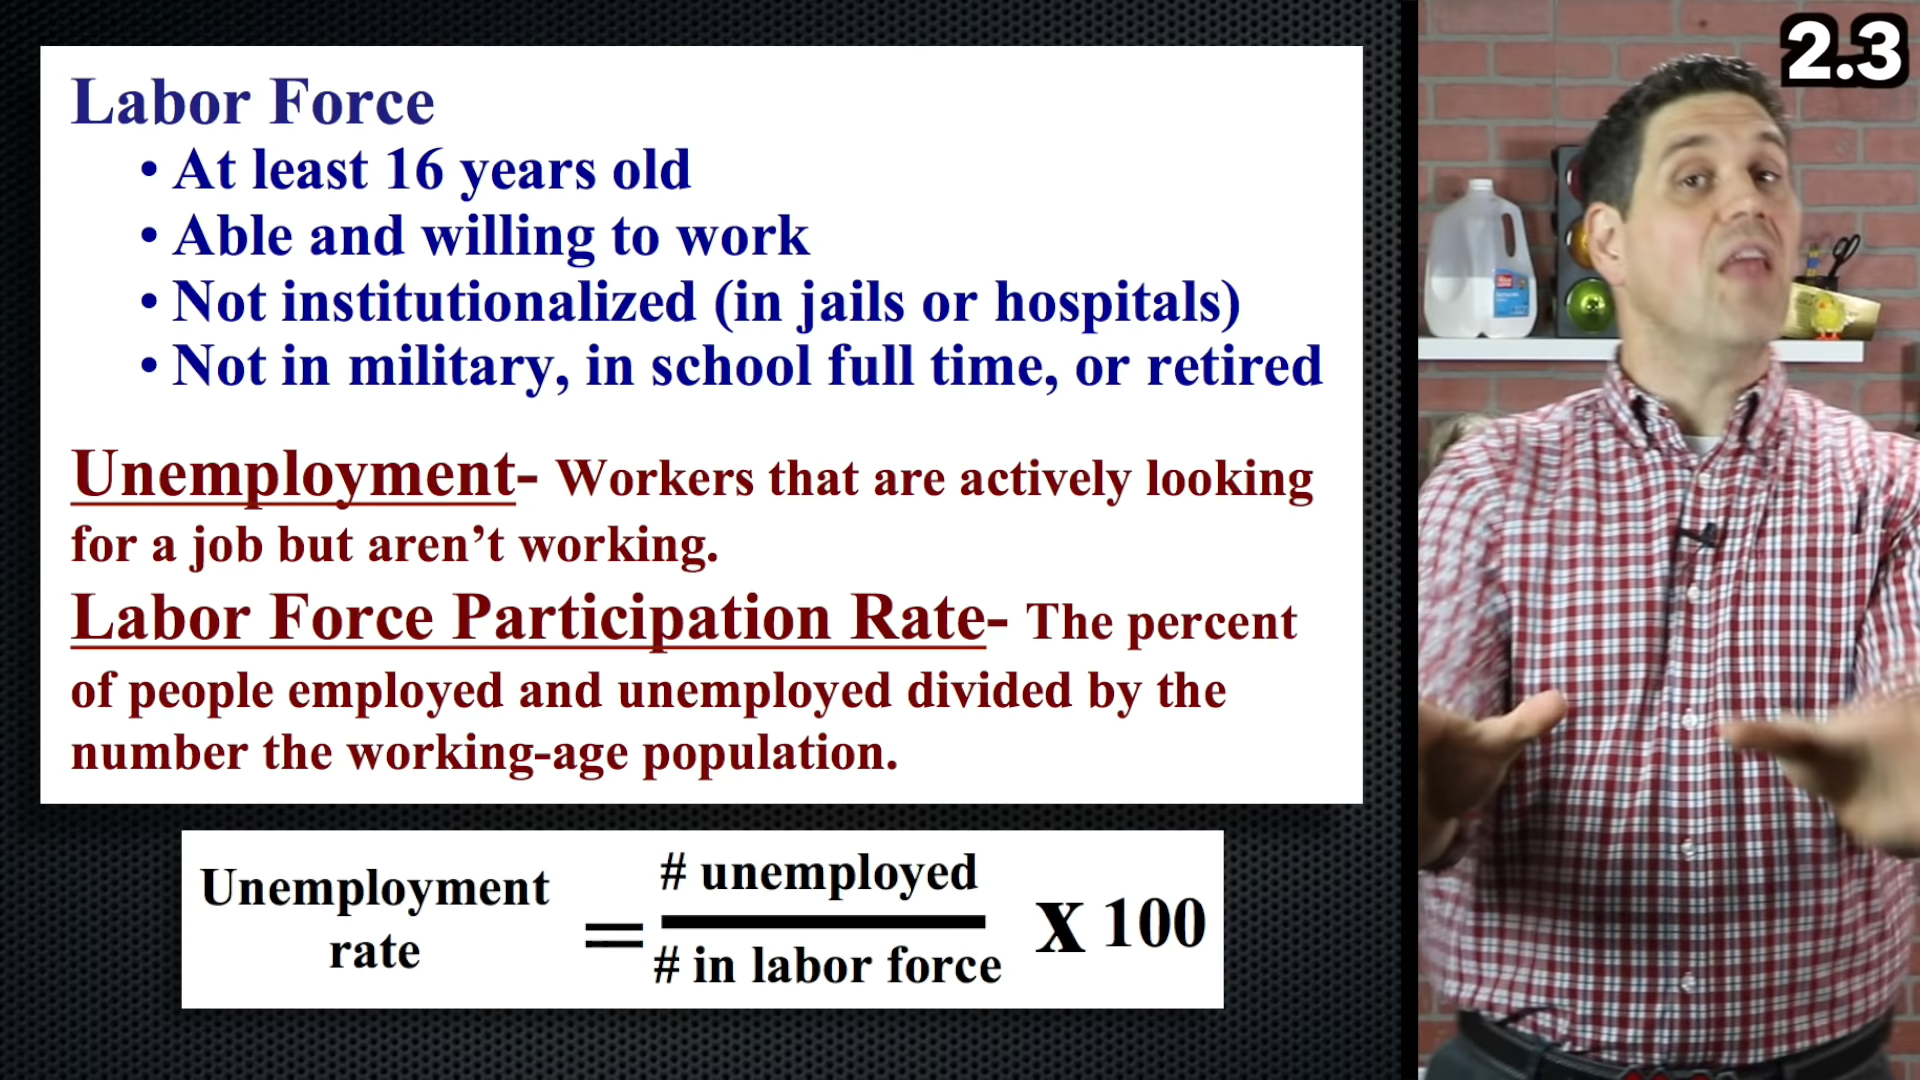 2.3
Labor Force
• At least 16 years old
• Able and willing to work
• Not institutionalized (in jails or hospitals)
• Not in military, in school full time, or retired
Unemployment- Workers that are actively looking
for a job but aren’t working.
Labor Force Participation Rate- The percent
of people employed and unemployed divided by the
number the working-age population.
Unemployment
rate
=
# unemployed
# in labor force
x 100